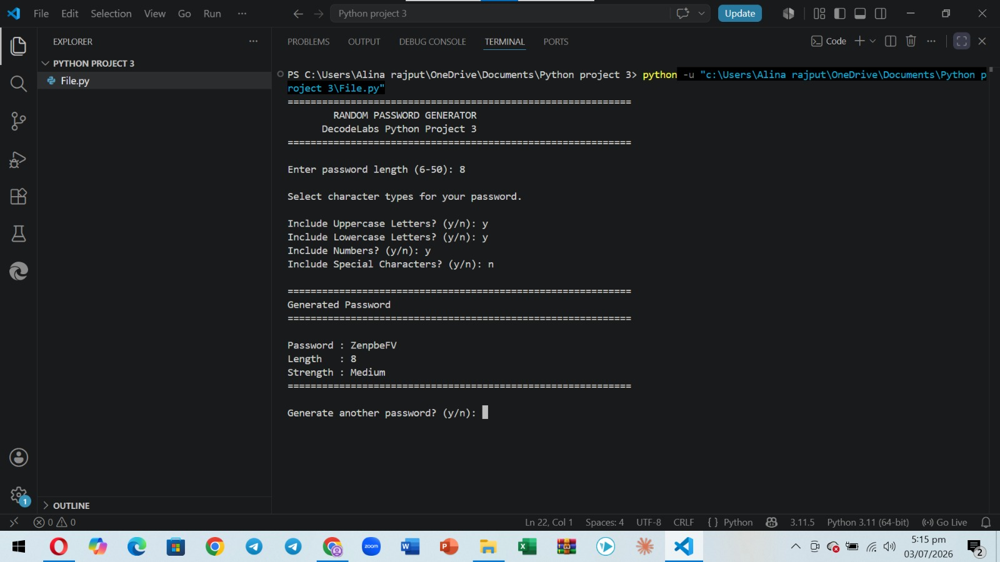 File Edit Selection View Go Run ···
Python project 3
Update
EXPLORER ···
PYTHON PROJECT 3
File.py
OUTLINE
PROBLEMS OUTPUT DEBUG CONSOLE TERMINAL PORTS
Code
PS C:\Users\Alina rajput\OneDrive\Documents\Python project 3> python -u "c:\Users\Alina rajput\OneDrive\Documents\Python p
roject 3\File.py"
============================================================
RANDOM PASSWORD GENERATOR
DecodeLabs Python Project 3
============================================================
Enter password length (6-50): 8
Select character types for your password.
Include Uppercase Letters? (y/n): y
Include Lowercase Letters? (y/n): y
Include Numbers? (y/n): y
Include Special Characters? (y/n): n
============================================================
Generated Password
============================================================
Password : ZenpbeFV
Length   : 8
Strength : Medium
============================================================
Generate another password? (y/n):
1
0 0
Ln 22, Col 1 Spaces: 4 UTF-8 CRLF { } Python 3.11.5 Python 3.11 (64-bit) Go Live
zoom
5:15 pm
03/07/2026
2